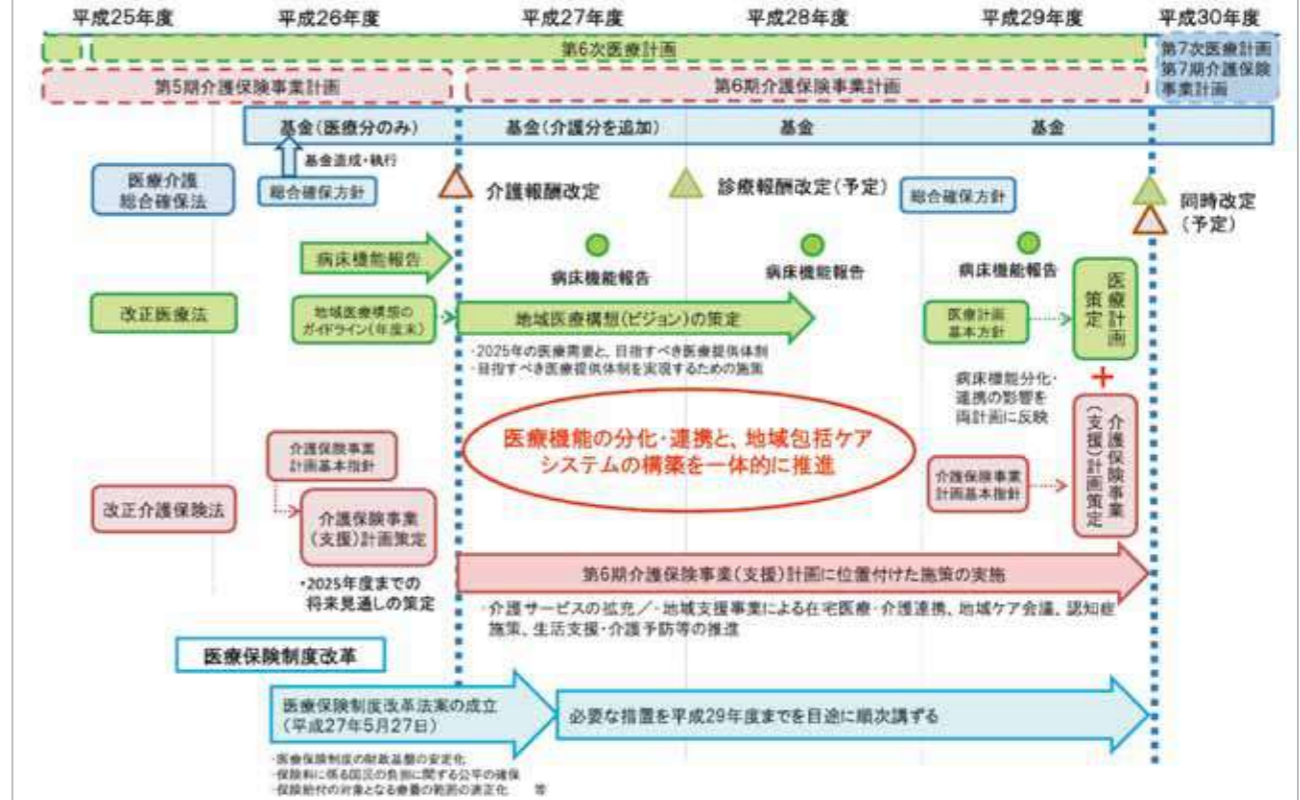 平成25年度
平成26年度
平成27年度
平成28年度
平成29年度
平成30年度
第6次医療計画
第7次医療計画
第7期介護保険
事業計画
第5期介護保険事業計画
第6期介護保険事業計画
基金(医療分のみ)
基金(介護分を追加)
基金
基金
基金造成・執行
医療介護
総合確保法
総合確保方針
介護報酬改定
診療報酬改定(予定)
総合確保方針
同時改定
(予定)
病床機能報告
病床機能報告
病床機能報告
病床機能報告
改正医療法
地域医療構想の
ガイドライン(年度末)
地域医療構想(ビジョン)の策定
医療計画
基本方針
医療計画
策定
・2025年の医療需要と、目指すべき医療提供体制
・目指すべき医療提供体制を実現するための施策
病床機能分化・
連携の影響を
両計画に反映
+
医療機能の分化・連携と、地域包括ケア
システムの構築を一体的に推進
介護保険事業
計画基本指針
介護保険事業
計画基本指針
介護保険事業
(支援)計画策定
改正介護保険法
介護保険事業
(支援)計画策定
・2025年度までの
将来見通しの策定
第6期介護保険事業(支援)計画に位置付けた施策の実施
・介護サービスの拡充/・地域支援事業による在宅医療・介護連携、地域ケア会議、認知症
施策、生活支援・介護予防等の推進
医療保険制度改革
医療保険制度改革法案の成立
(平成27年5月27日)
必要な措置を平成29年度までを目途に順次講ずる
・医療保険制度の財政基盤の安定化
・保険料に係る国民の負担に関する公平の確保
・保険給付の対象となる療養の範囲の適正化 等